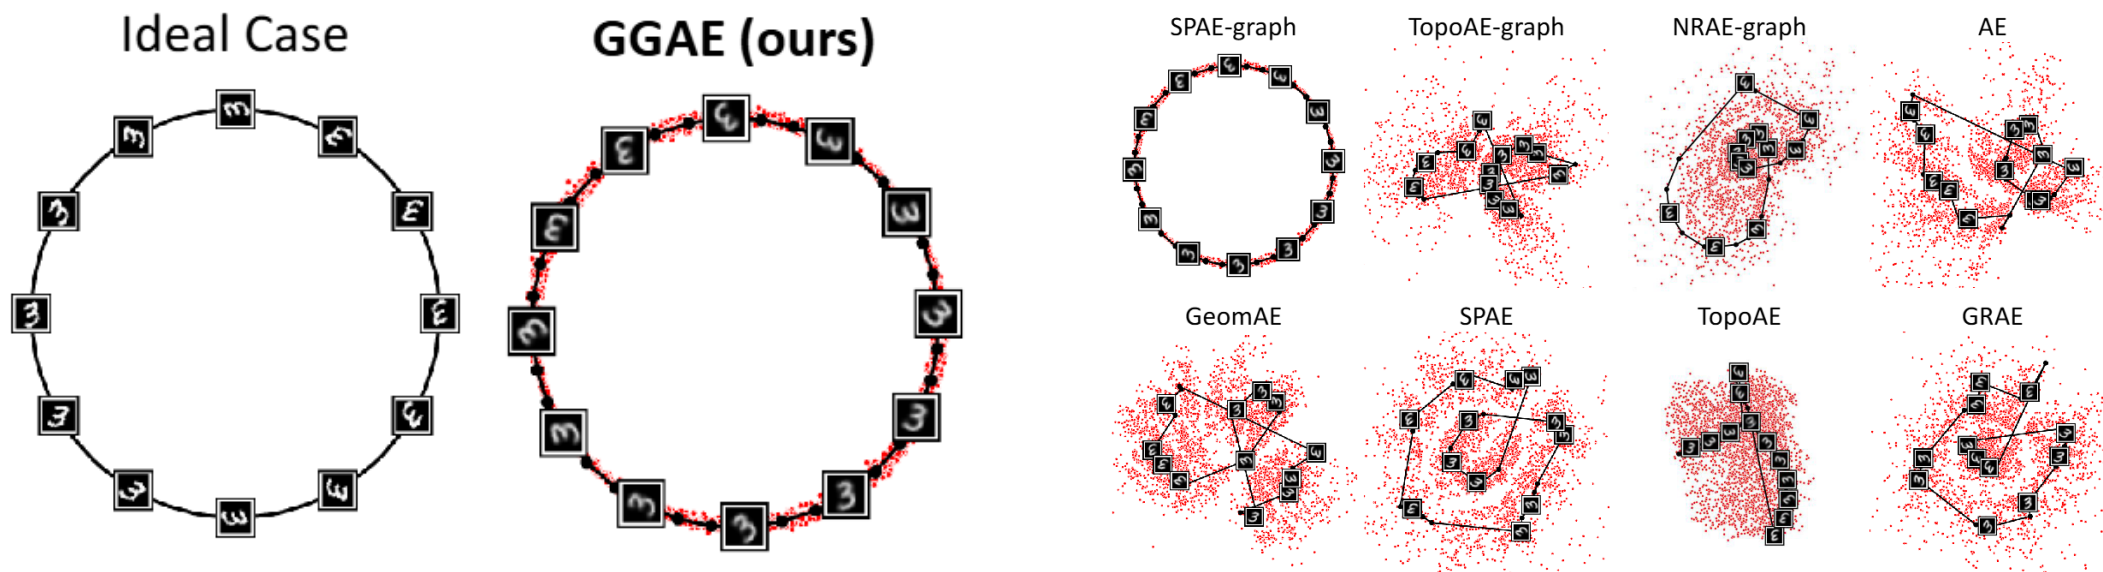 Ideal Case
GGAE (ours)
SPAE-graph
TopoAE-graph
NRAE-graph
AE
GeomAE
SPAE
TopoAE
GRAE